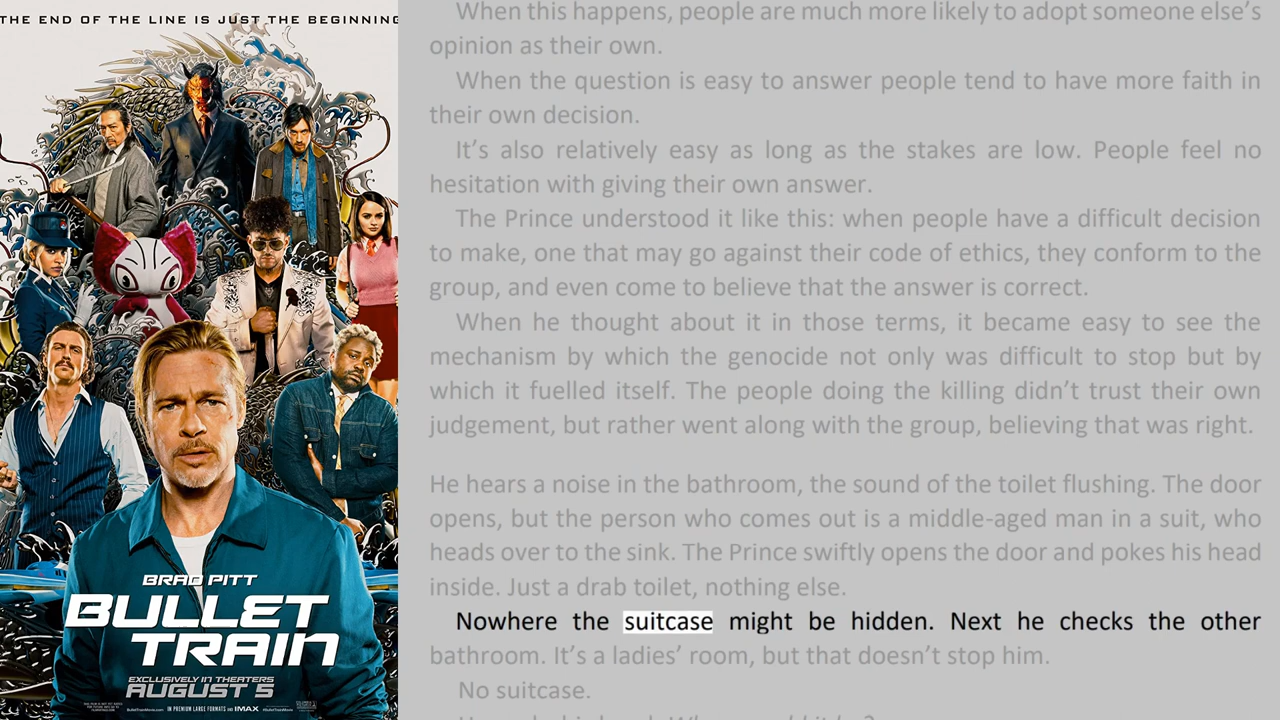 THE END OF THE LINE IS JUST THE BEGINNING
BRAD PITT
BULLET
TRAIN
EXCLUSIVELY IN THEATERS
AUGUST 5
BulletTrainMovie.com
IN PREMIUM LARGE FORMATS AND IMAX
#BulletTrainMovie
When this happens, people are much more likely to adopt someone else’s
opinion as their own.
When the question is easy to answer people tend to have more faith in
their own decision.
It’s also relatively easy as long as the stakes are low. People feel no
hesitation with giving their own answer.
The Prince understood it like this: when people have a difficult decision
to make, one that may go against their code of ethics, they conform to the
group, and even come to believe that the answer is correct.
When he thought about it in those terms, it became easy to see the
mechanism by which the genocide not only was difficult to stop but by
which it fuelled itself. The people doing the killing didn’t trust their own
judgement, but rather went along with the group, believing that was right.
He hears a noise in the bathroom, the sound of the toilet flushing. The door
opens, but the person who comes out is a middle-aged man in a suit, who
heads over to the sink. The Prince swiftly opens the door and pokes his head
inside. Just a drab toilet, nothing else.
Nowhere the suitcase might be hidden. Next he checks the other
bathroom. It’s a ladies’ room, but that doesn’t stop him.
No suitcase.